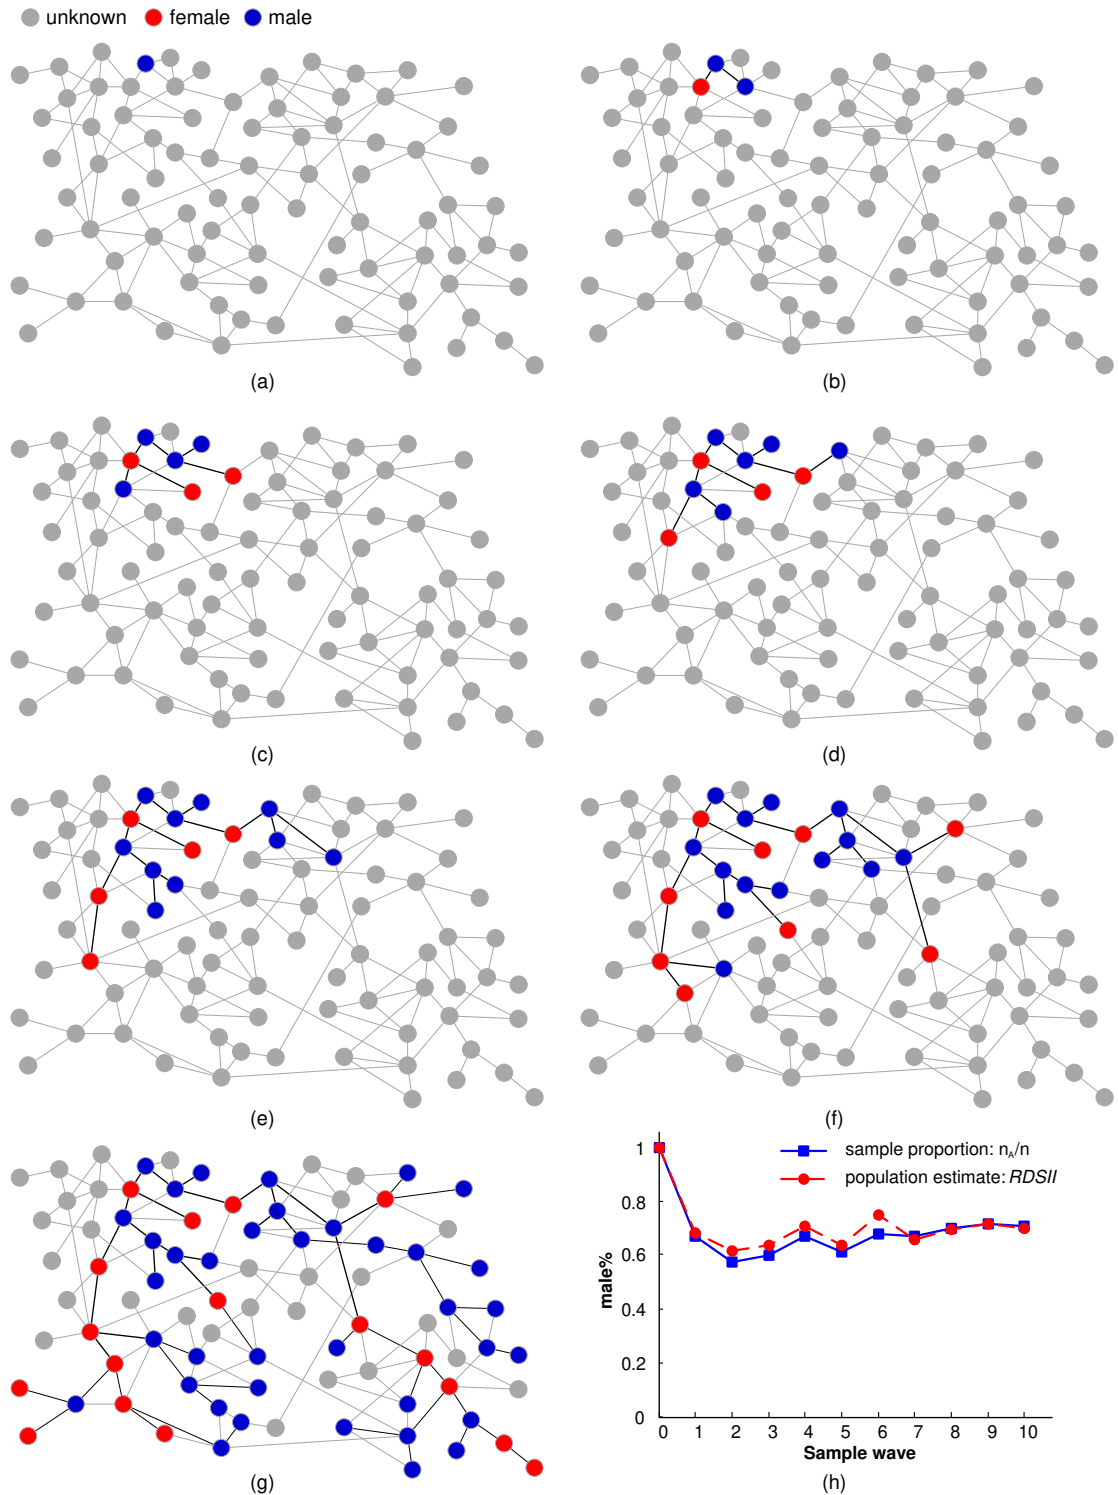 unknown female male
(a) (b)
(c) (d)
(e) (f)
1
0.8
0.6
0.4
0.2
0
male%
sample proportion: nA/n
population estimate: RDSII
0 1 2 3 4 5 6 7 8 9 10
Sample wave
(g) (h)